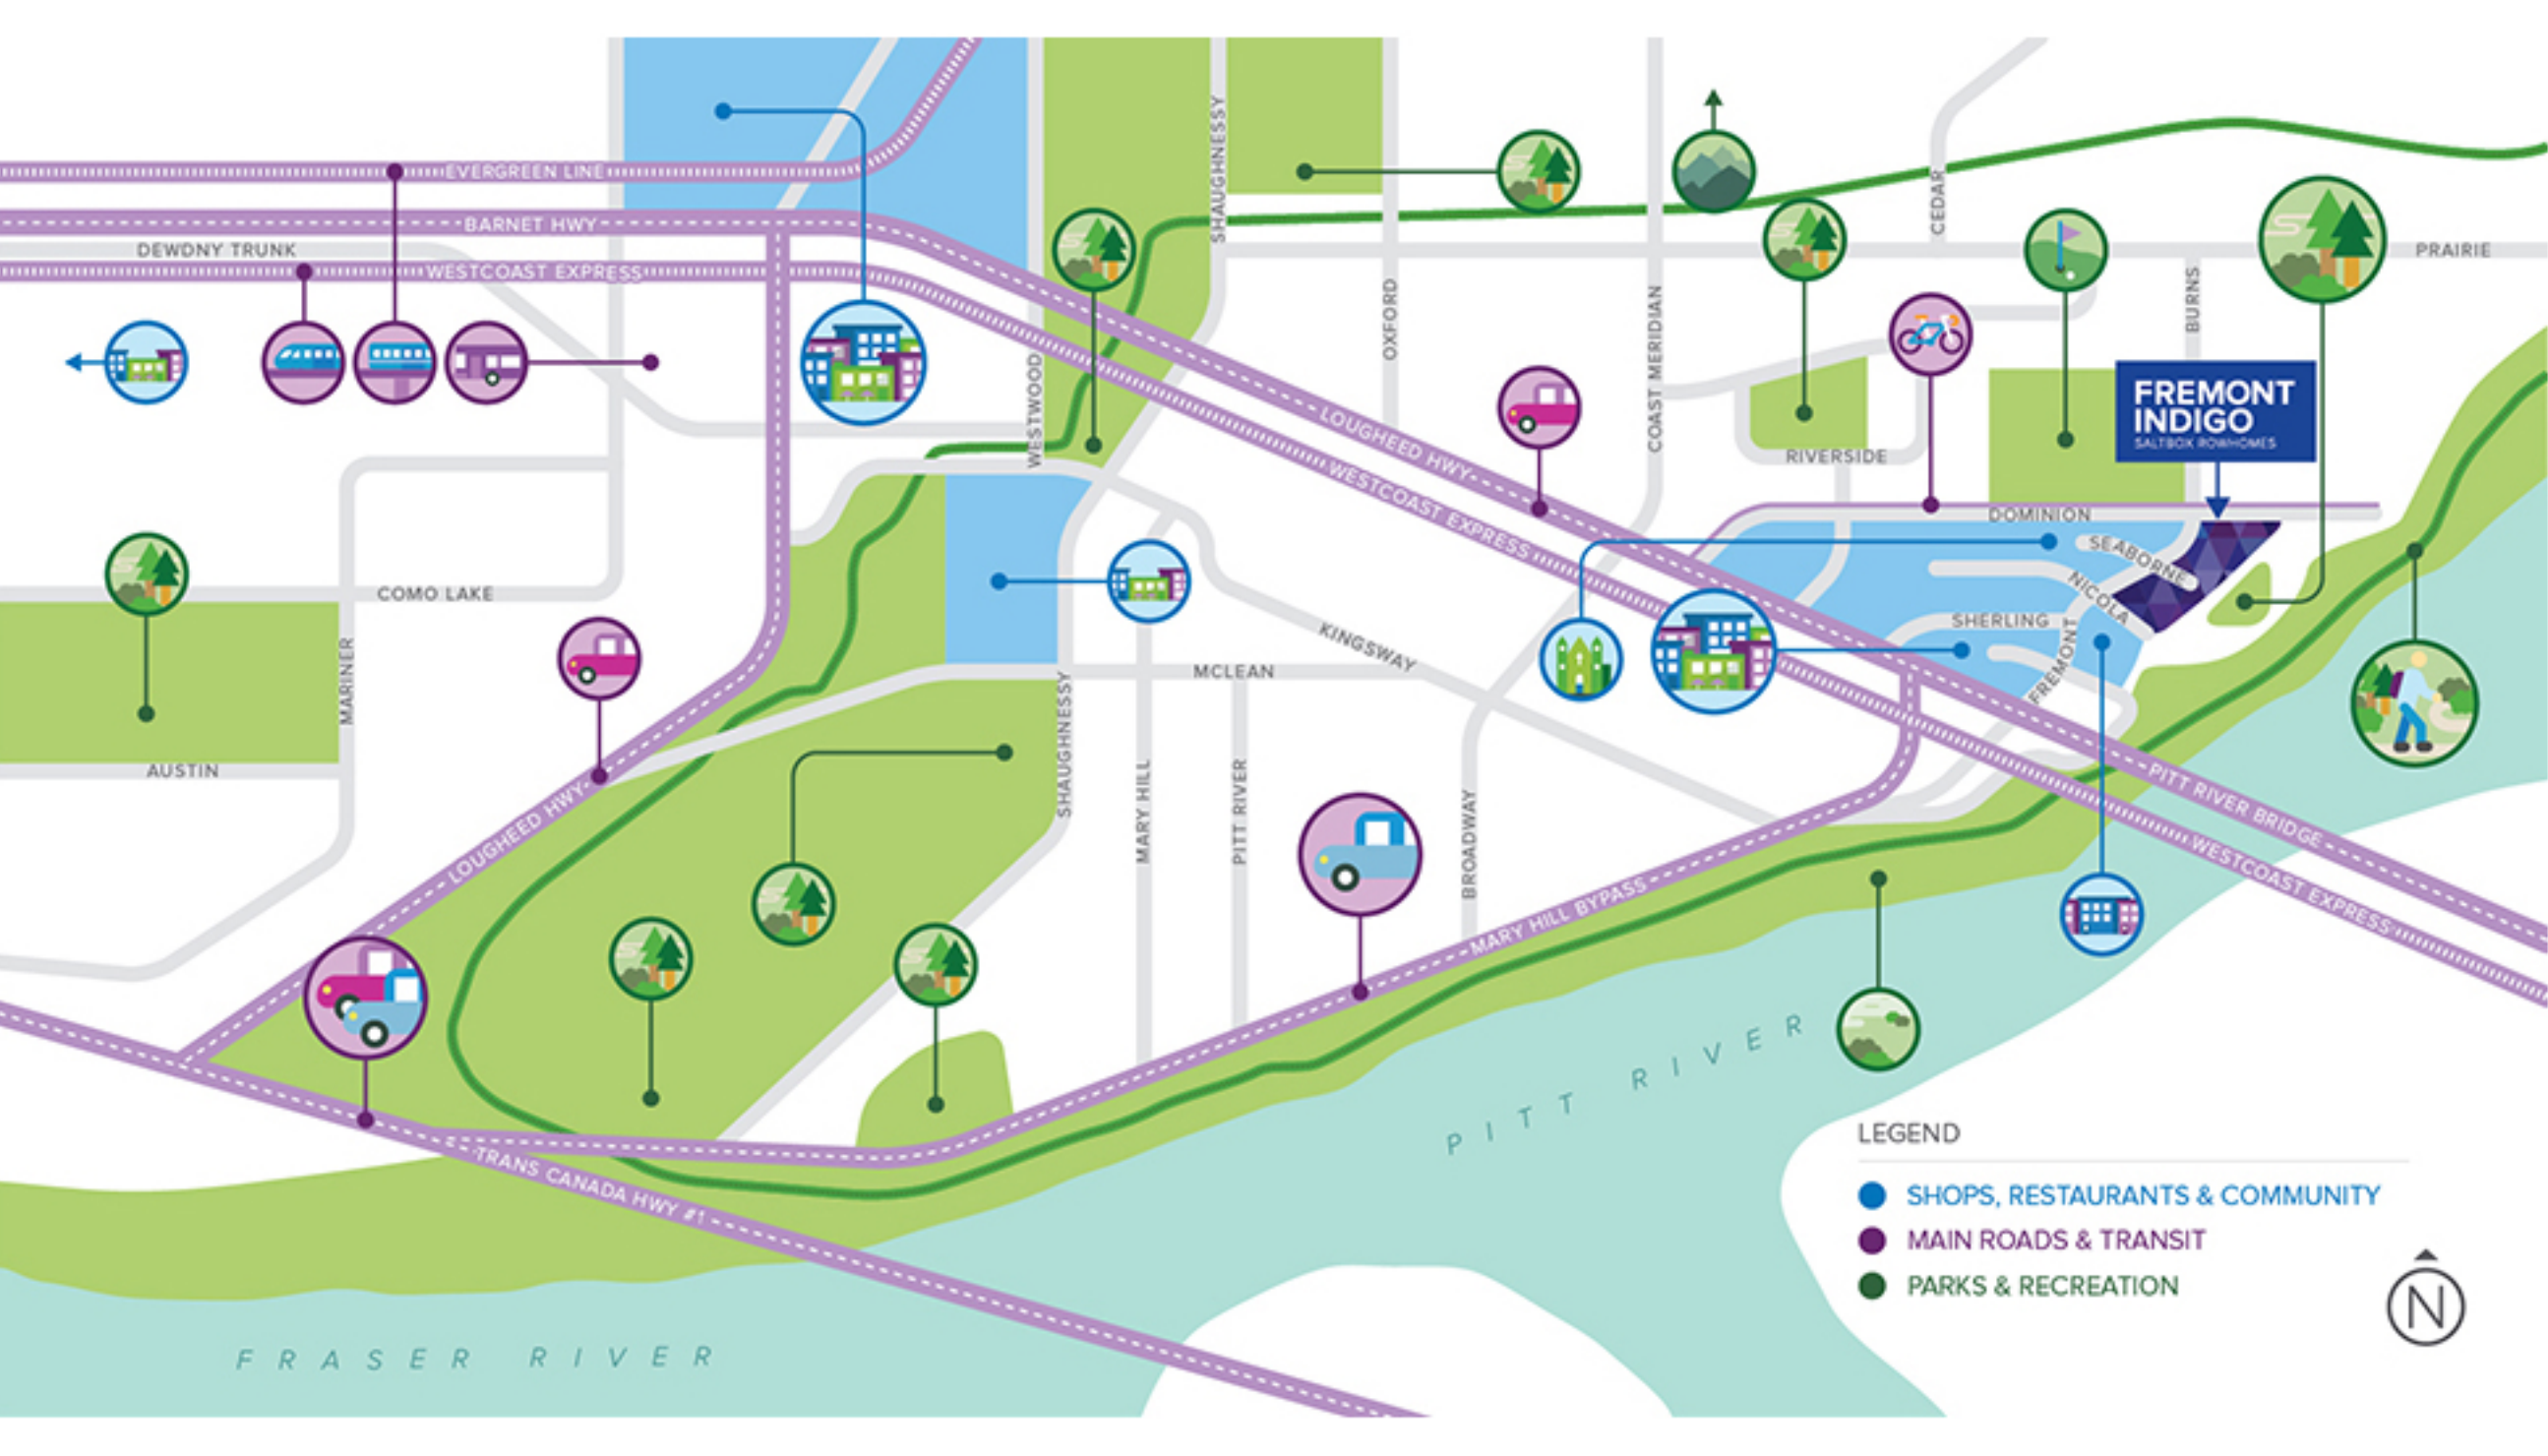 EVERGREEN LINE
BARNET HWY
DEWDNY TRUNK
WESTCOAST EXPRESS
SHAUGHNESSY
CEDAR
PRAIRIE
OXFORD
COAST MERIDIAN
BURNS
WESTWOOD
FREMONT
INDIGO
SALTBOX ROWHOMES
LOUGHEED HWY
WESTCOAST EXPRESS
RIVERSIDE
DOMINION
SEABORNE
NICOLA
SHERLING
FREMONT
COMO LAKE
MARINER
AUSTIN
KINGSWAY
MCLEAN
SHAUGHNESSY
MARY HILL
PITT RIVER
BROADWAY
LOUGHEED HWY
PITT RIVER BRIDGE
WESTCOAST EXPRESS
MARY HILL BYPASS
TRANS CANADA HWY #1
PITT RIVER
FRASER RIVER
LEGEND
SHOPS, RESTAURANTS & COMMUNITY
MAIN ROADS & TRANSIT
PARKS & RECREATION
N